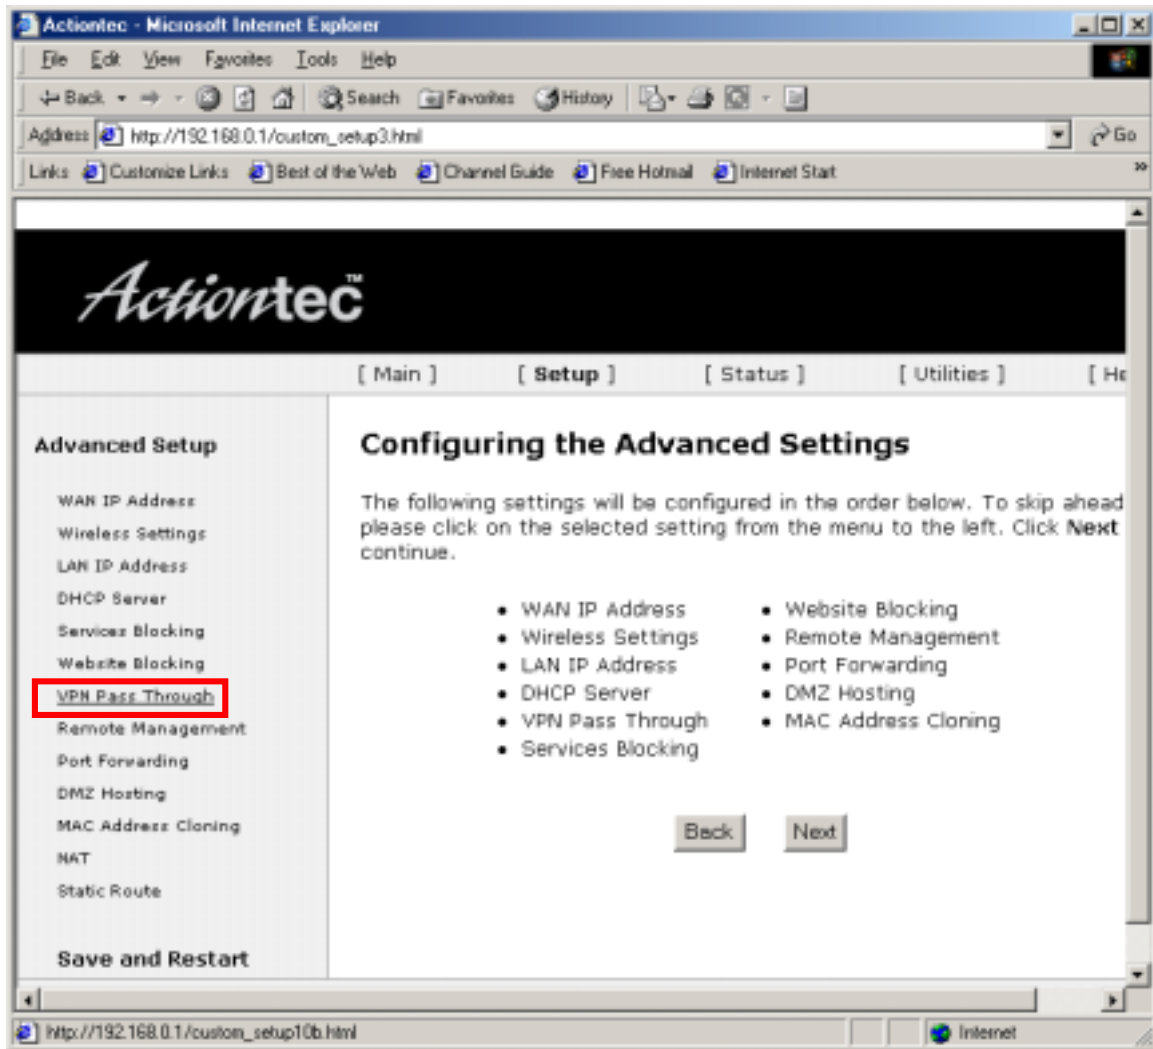 Actiontec - Microsoft Internet Explorer
File Edit View Favorites Tools Help
Back Search Favorites History
Address http://192.168.0.1/custom_setup3.html Go
Links Customize Links Best of the Web Channel Guide Free Hotmail Internet Start »
Actiontec™
[ Main ] [ Setup ] [ Status ] [ Utilities ] [ He
Advanced Setup
WAN IP Address
Wireless Settings
LAN IP Address
DHCP Server
Services Blocking
Website Blocking
VPN Pass Through
Remote Management
Port Forwarding
DMZ Hosting
MAC Address Cloning
NAT
Static Route
Save and Restart
Configuring the Advanced Settings
The following settings will be configured in the order below. To skip ahead
please click on the selected setting from the menu to the left. Click Next
continue.
• WAN IP Address
• Wireless Settings
• LAN IP Address
• DHCP Server
• VPN Pass Through
• Services Blocking
• Website Blocking
• Remote Management
• Port Forwarding
• DMZ Hosting
• MAC Address Cloning
Back Next
http://192.168.0.1/custom_setup10b.html Internet